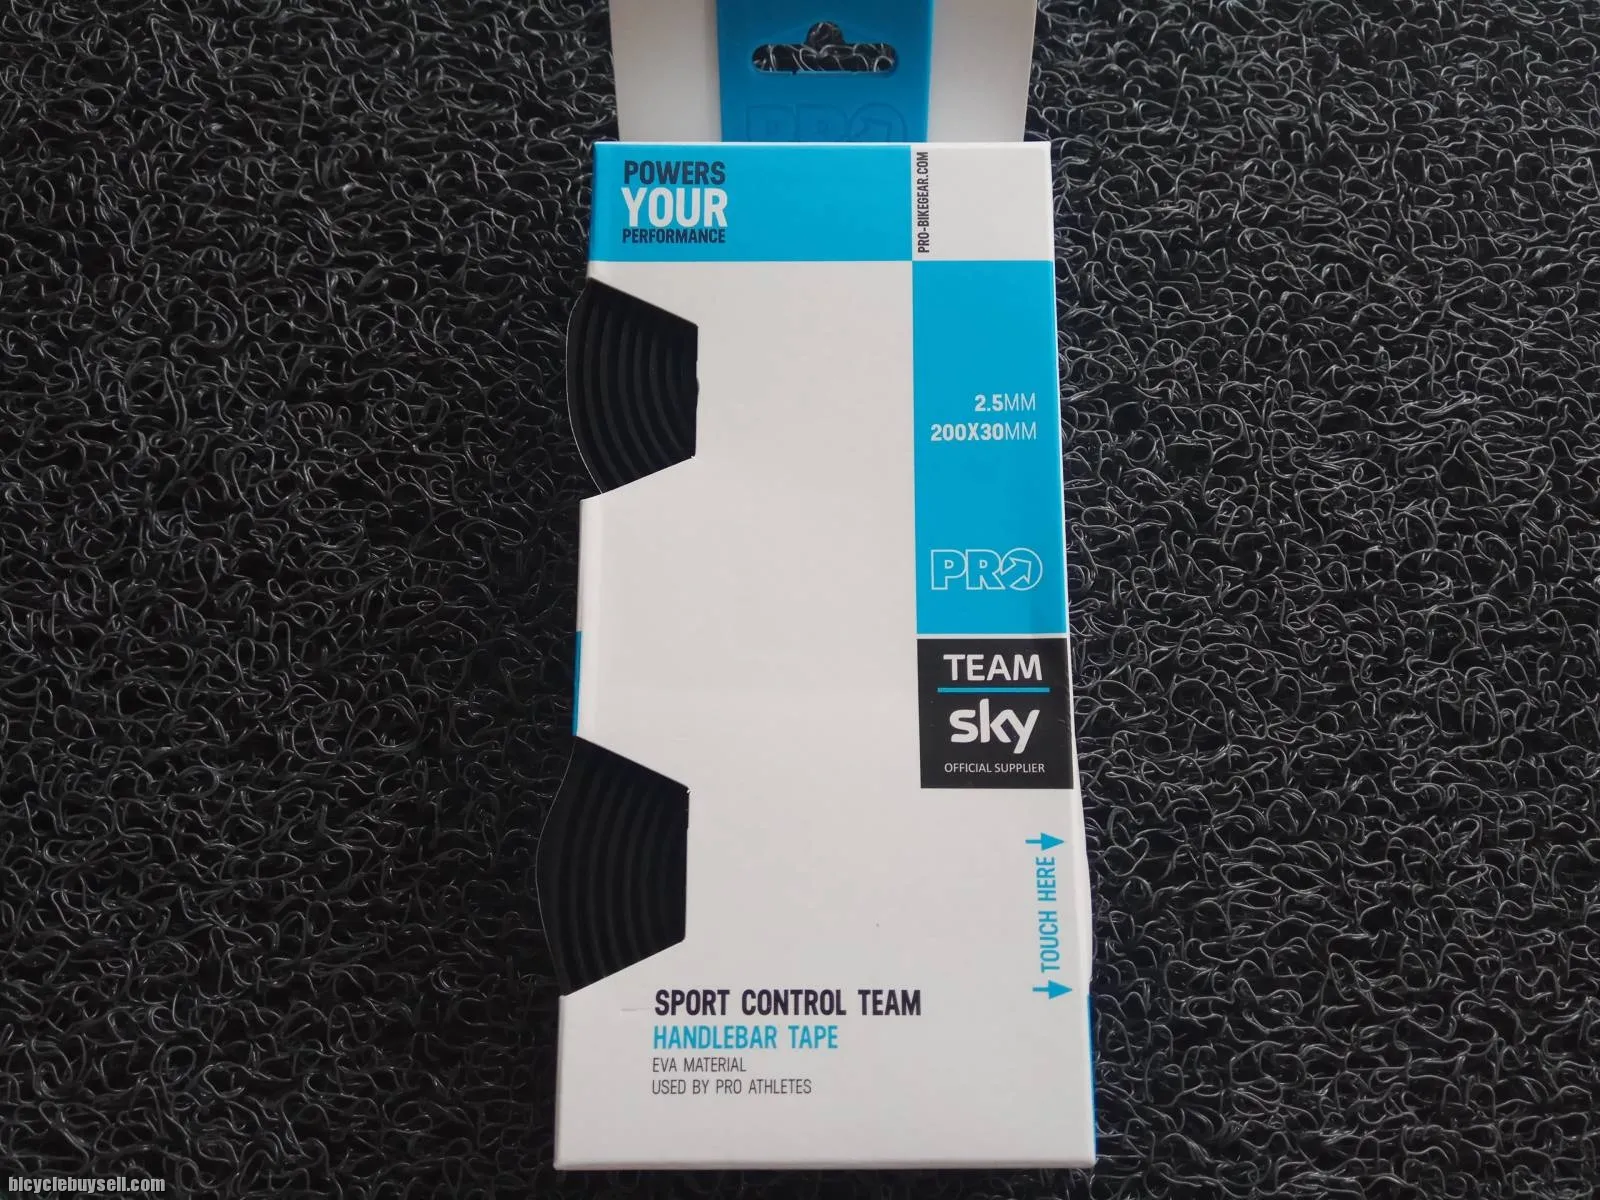 PRO
POWERS
YOUR
PERFORMANCE
PRO-BIKEGEAR.COM
2.5MM
200X30MM
PRO
TEAM
sky
OFFICIAL SUPPLIER
TOUCH HERE
SPORT CONTROL TEAM
HANDLEBAR TAPE
EVA MATERIAL
USED BY PRO ATHLETES
bicyclebuysell.com